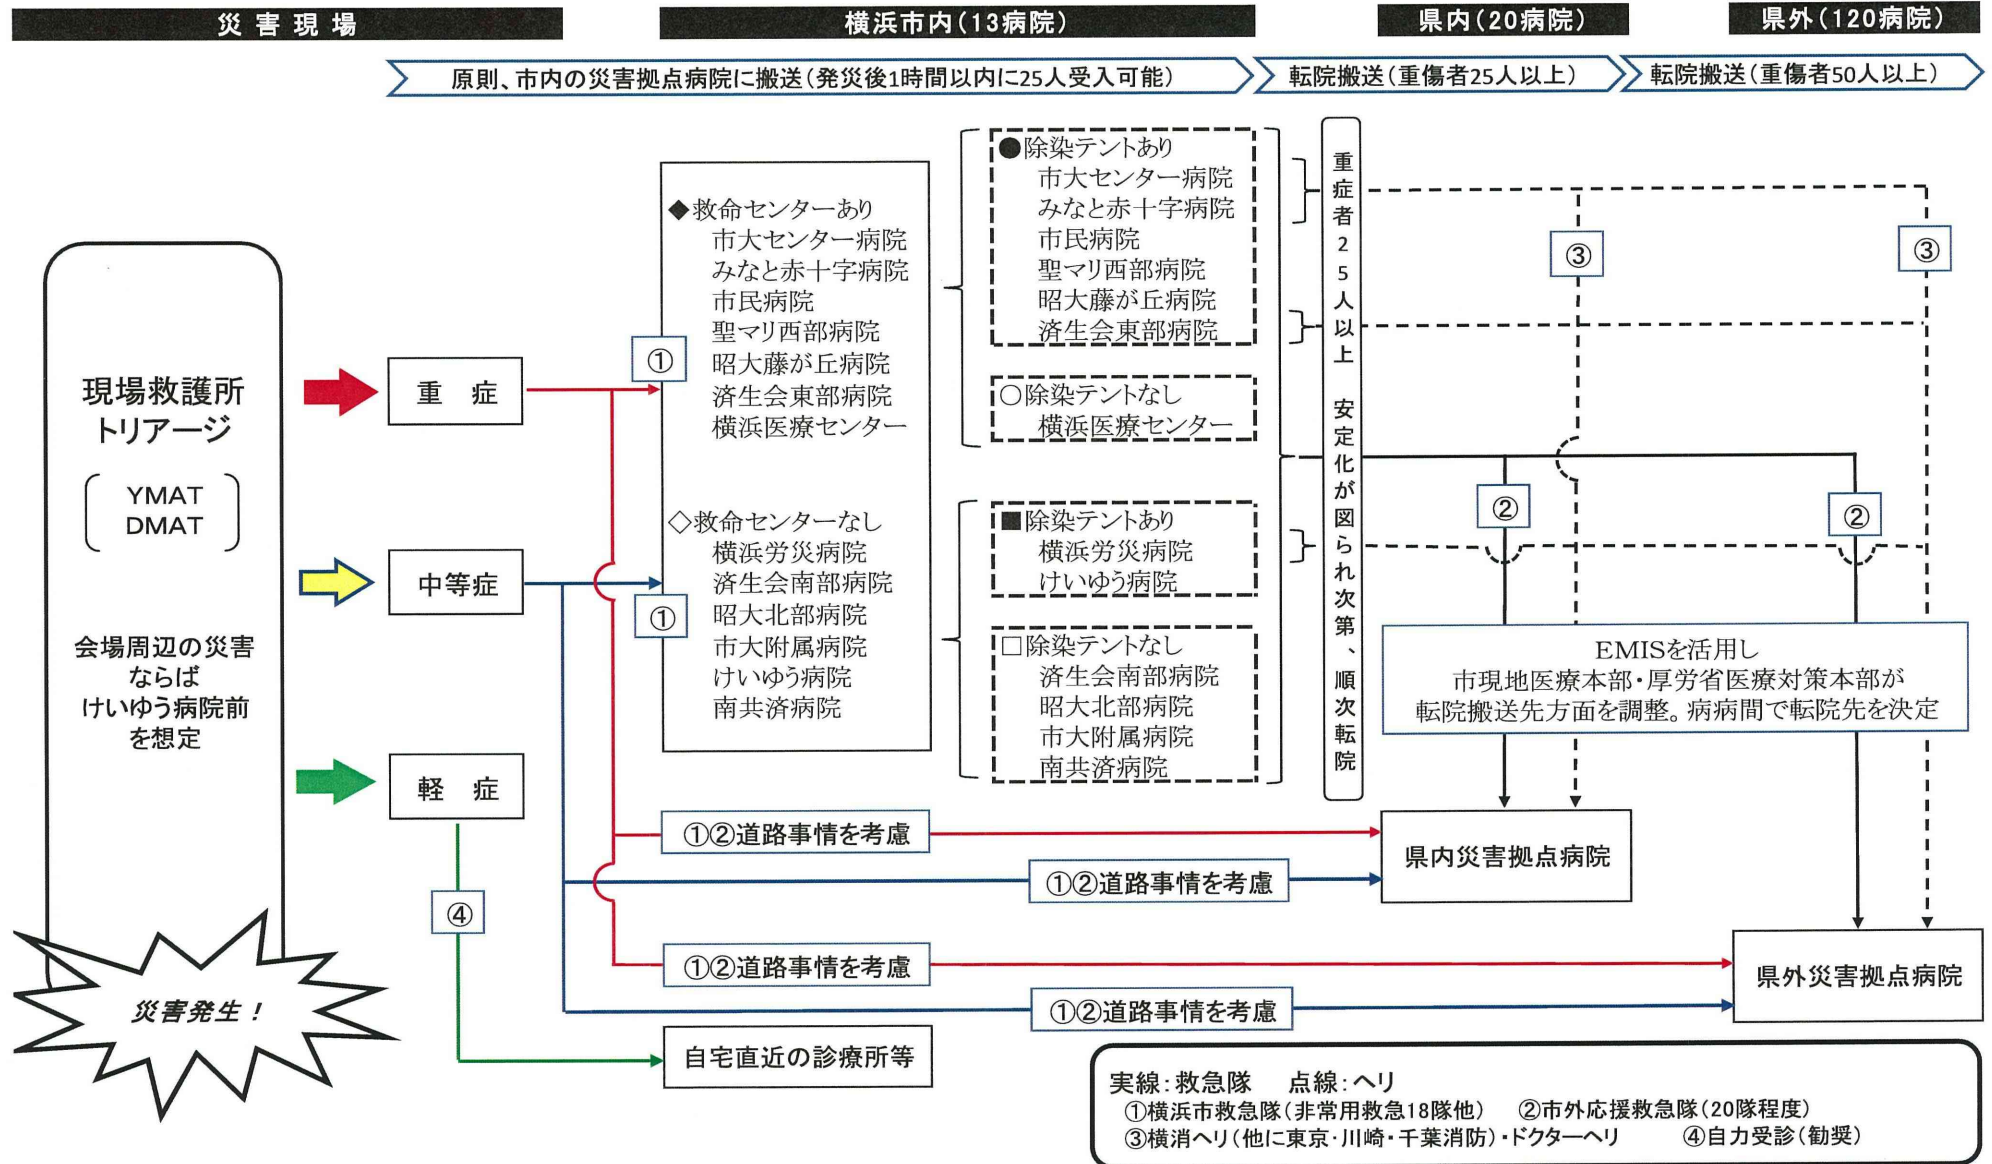 災害現場
横浜市内(13病院)
県内(20病院)
県外(120病院)
原則、市内の災害拠点病院に搬送(発災後1時間以内に25人受入可能)
転院搬送(重傷者25人以上)
転院搬送(重傷者50人以上)
現場救護所
トリアージ
YMAT
DMAT
会場周辺の災害
ならば
けいゆう病院前
を想定
災害発生!
重 症
中等症
軽 症
①
①
④
◆救命センターあり
市大センター病院
みなと赤十字病院
市民病院
聖マリ西部病院
昭大藤が丘病院
済生会東部病院
横浜医療センター
◇救命センターなし
横浜労災病院
済生会南部病院
昭大北部病院
市大附属病院
けいゆう病院
南共済病院
●除染テントあり
市大センター病院
みなと赤十字病院
市民病院
聖マリ西部病院
昭大藤が丘病院
済生会東部病院
○除染テントなし
横浜医療センター
■除染テントあり
横浜労災病院
けいゆう病院
□除染テントなし
済生会南部病院
昭大北部病院
市大附属病院
南共済病院
重症者25人以上 安定化が図られ次第、順次転院
③
③
②
②
EMISを活用し
市現地医療本部・厚労省医療対策本部が
転院搬送先方面を調整。病病間で転院先を決定
①②道路事情を考慮
①②道路事情を考慮
県内災害拠点病院
①②道路事情を考慮
①②道路事情を考慮
県外災害拠点病院
自宅直近の診療所等
実線:救急隊 点線:ヘリ
①横浜市救急隊(非常用救急18隊他) ②市外応援救急隊(20隊程度)
③横消ヘリ(他に東京・川崎・千葉消防)・ドクターヘリ ④自力受診(勧奨)